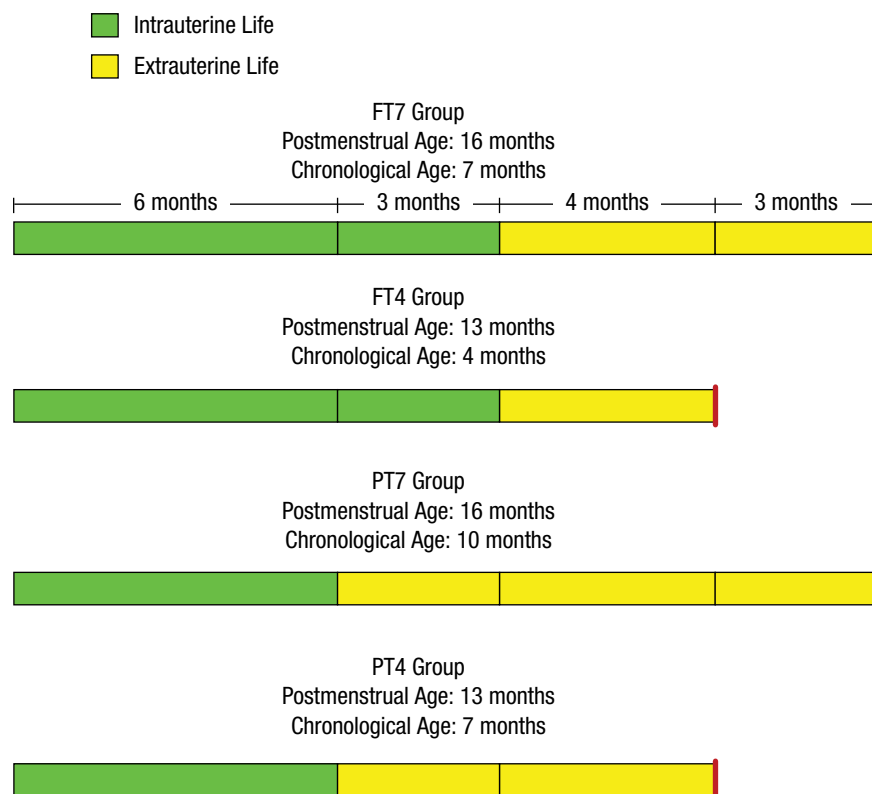 Intrauterine Life
Extrauterine Life
FT7 Group
Postmenstrual Age: 16 months
Chronological Age: 7 months
6 months 3 months 4 months 3 months
FT4 Group
Postmenstrual Age: 13 months
Chronological Age: 4 months
PT7 Group
Postmenstrual Age: 16 months
Chronological Age: 10 months
PT4 Group
Postmenstrual Age: 13 months
Chronological Age: 7 months